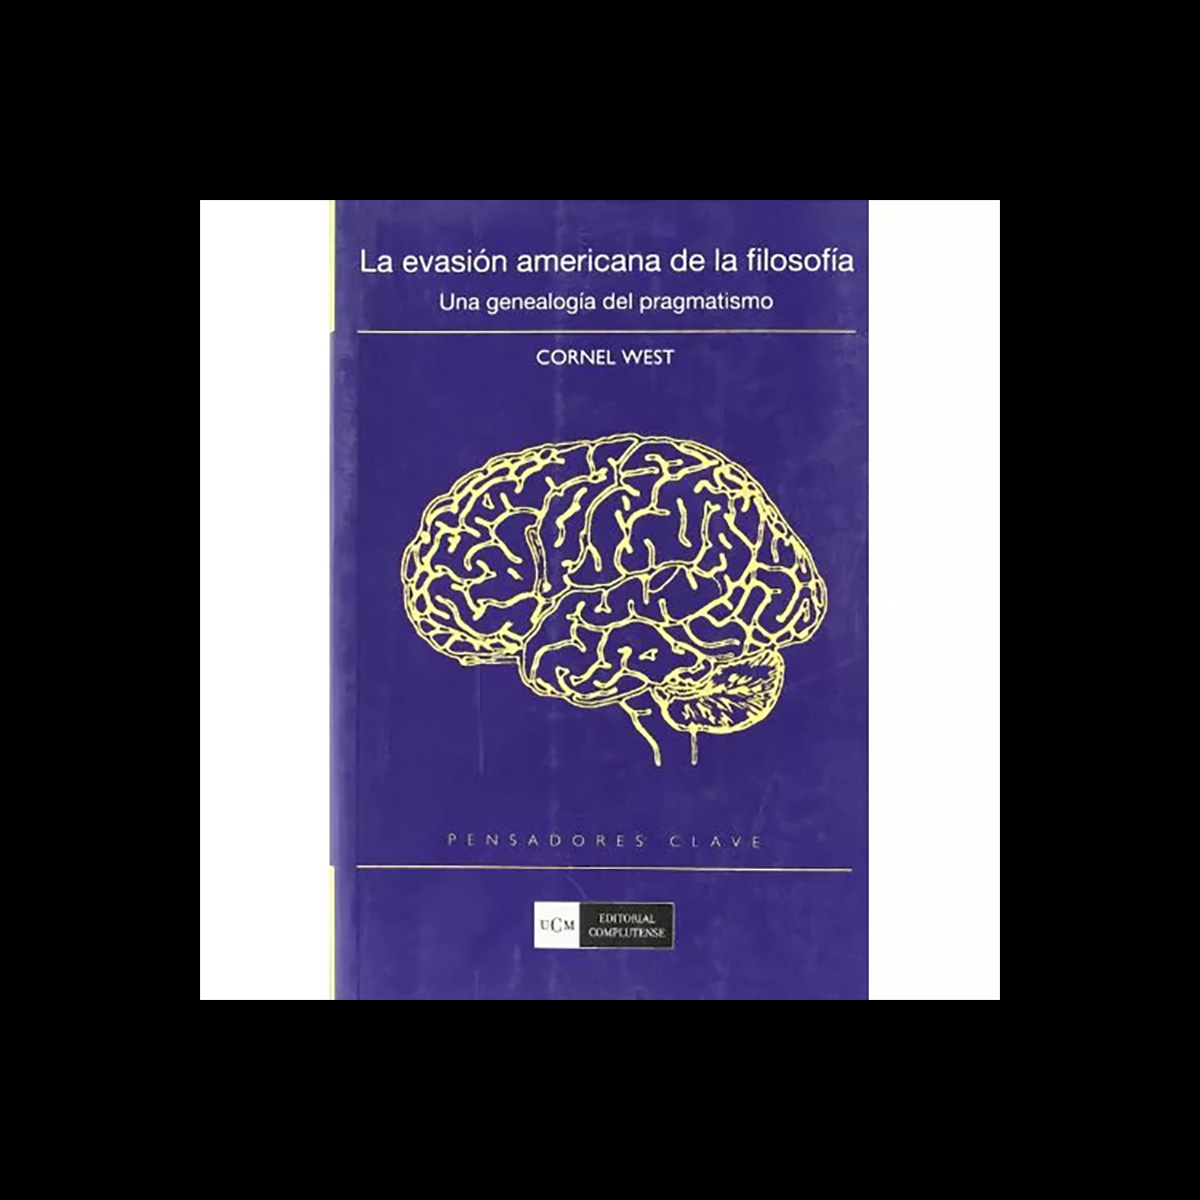 La evasión americana de la filosofía
Una genealogía del pragmatismo
CORNEL WEST
PENSADORES CLAVE
UCM
EDITORIAL
COMPLUTENSE